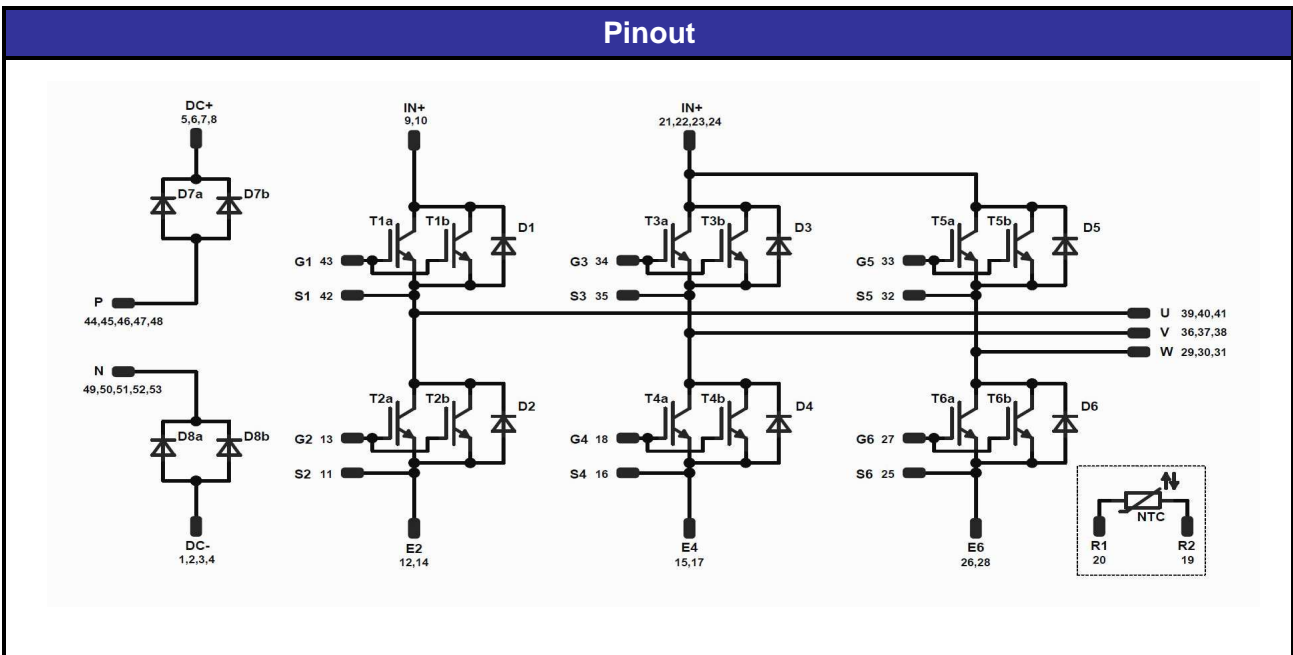 Pinout
DC+
5,6,7,8
IN+
9,10
IN+
21,22,23,24
D7a
D7b
T1a
T1b
D1
T3a
T3b
D3
T5a
T5b
D5
G1 43
G3 34
G5 33
S1 42
S3 35
S5 32
P
44,45,46,47,48
U 39,40,41
V 36,37,38
W 29,30,31
N
49,50,51,52,53
D8a
D8b
T2a
T2b
D2
T4a
T4b
D4
T6a
T6b
D6
G2 13
G4 18
G6 27
S2 11
S4 16
S6 25
NTC
DC-
1,2,3,4
E2
12,14
E4
15,17
E6
26,28
R1
20
R2
19